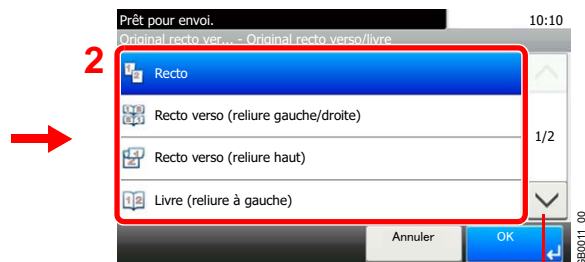 Prêt pour envoi.
10:10
Original recto ver... - Original recto verso/livre
2
Recto
Recto verso (reliure gauche/droite)
1/2
Recto verso (reliure haut)
Livre (reliure à gauche)
Annuler
OK